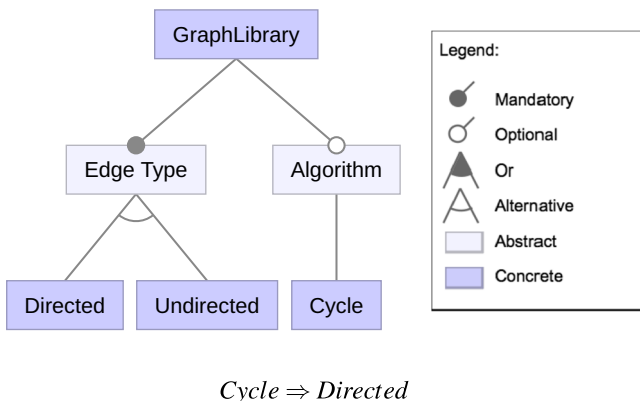 GraphLibrary
Legend:
Mandatory
Optional
Or
Alternative
Abstract
Concrete
Edge Type
Algorithm
Directed
Undirected
Cycle
Cycle ⇒ Directed